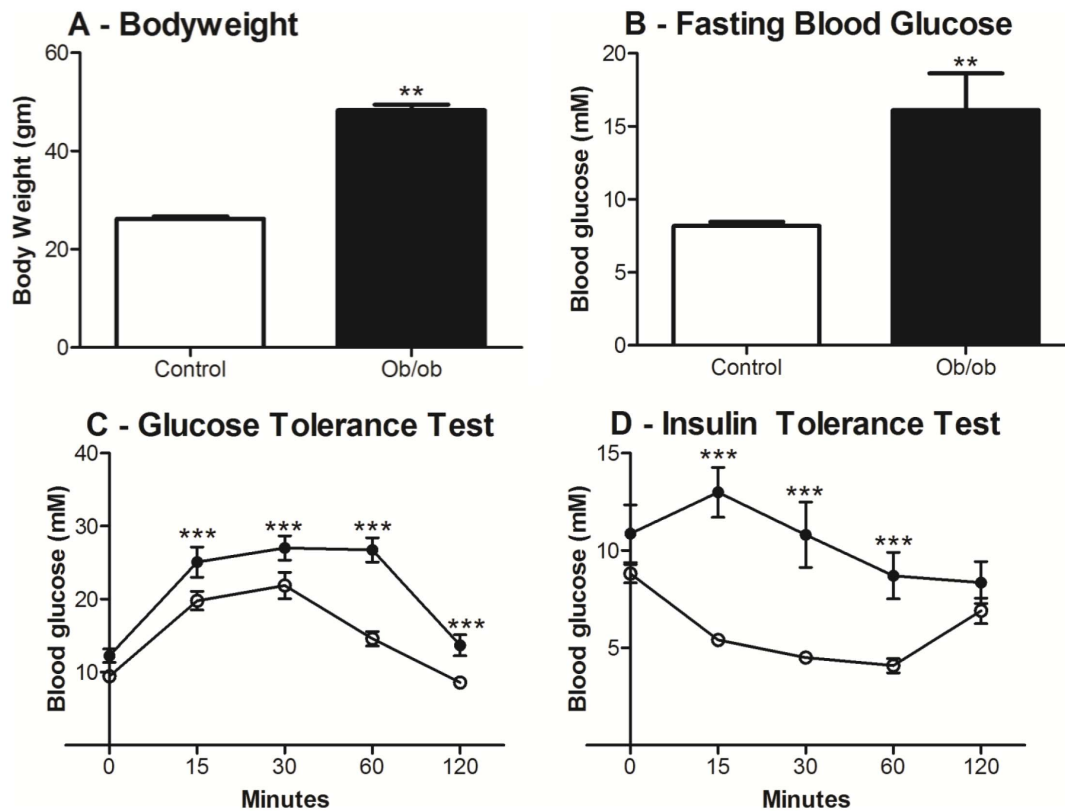 A - Bodyweight
60
40
20
0
Body Weight (gm)
**
Control
Ob/ob
B - Fasting Blood Glucose
20
15
10
5
0
Blood glucose (mM)
**
Control
Ob/ob
C - Glucose Tolerance Test
40
30
20
10
Blood glucose (mM)
***
***
***
***
0
15
30
60
120
Minutes
D - Insulin Tolerance Test
15
10
5
Blood glucose (mM)
***
***
***
0
15
30
60
120
Minutes